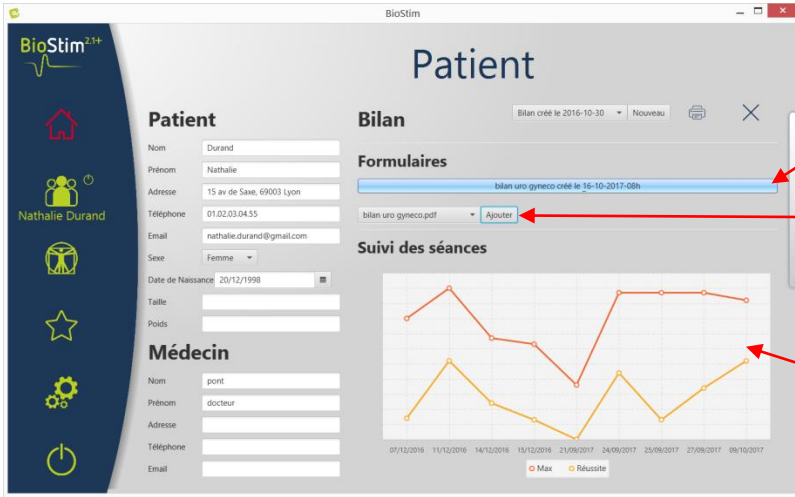 BioStim
BioStim 2.1+
Patient
Nathalie Durand
Patient
Nom Durand
Prénom Nathalie
Adresse 15 av de Saxe, 69003 Lyon
Téléphone 01.02.03.04.55
Email nathalie.durand@gmail.com
Sexe Femme
Date de Naissance 20/12/1998
Taille
Poids
Médecin
Nom pont
Prénom docteur
Adresse
Téléphone
Email
Bilan
Bilan créé le 2016-10-30 Nouveau
Formulaires
bilan uro gyneco créé le 16-10-2017-08h
bilan uro gyneco.pdf Ajouter
Suivi des séances
07/12/2016 11/12/2016 14/12/2016 15/12/2016 21/09/2017 24/09/2017 25/09/2017 27/09/2017 09/10/2017
Max Réussite